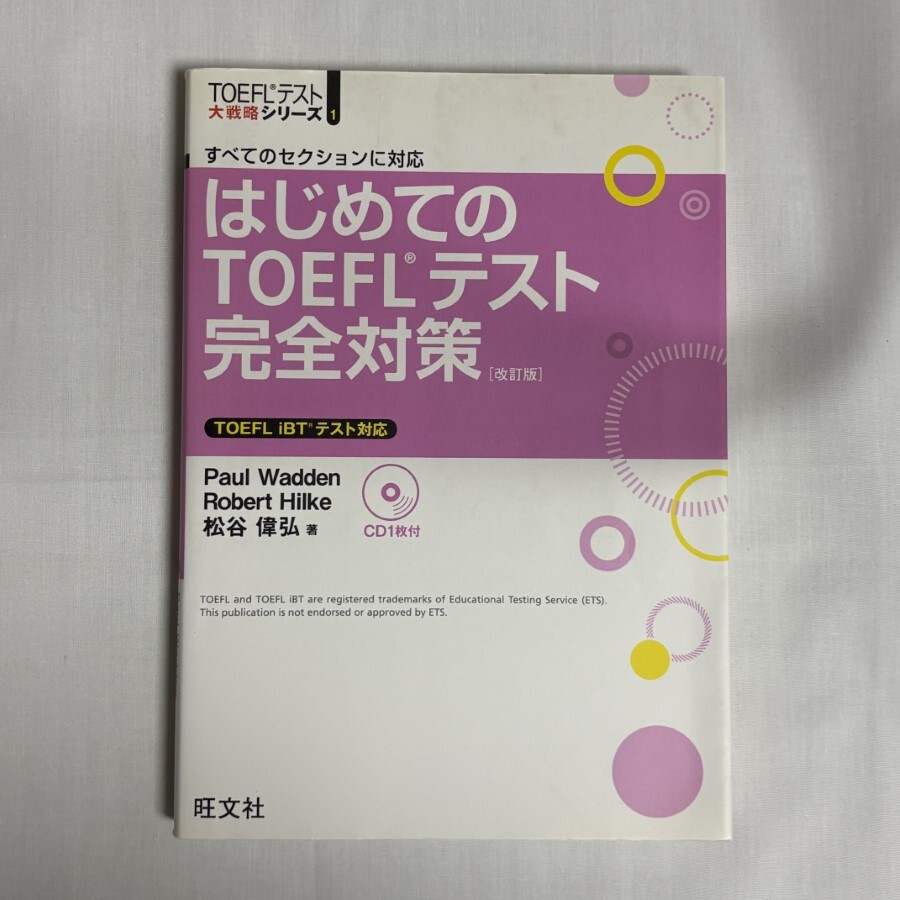 TOEFL®テスト
大戦略シリーズ 1
すべてのセクションに対応
はじめての
TOEFL®テスト
完全対策 [改訂版]
TOEFL iBT®テスト対応
Paul Wadden
Robert Hilke
松谷 偉弘 著
CD1枚付
TOEFL and TOEFL iBT are registered trademarks of Educational Testing Service (ETS).
This publication is not endorsed or approved by ETS.
旺文社